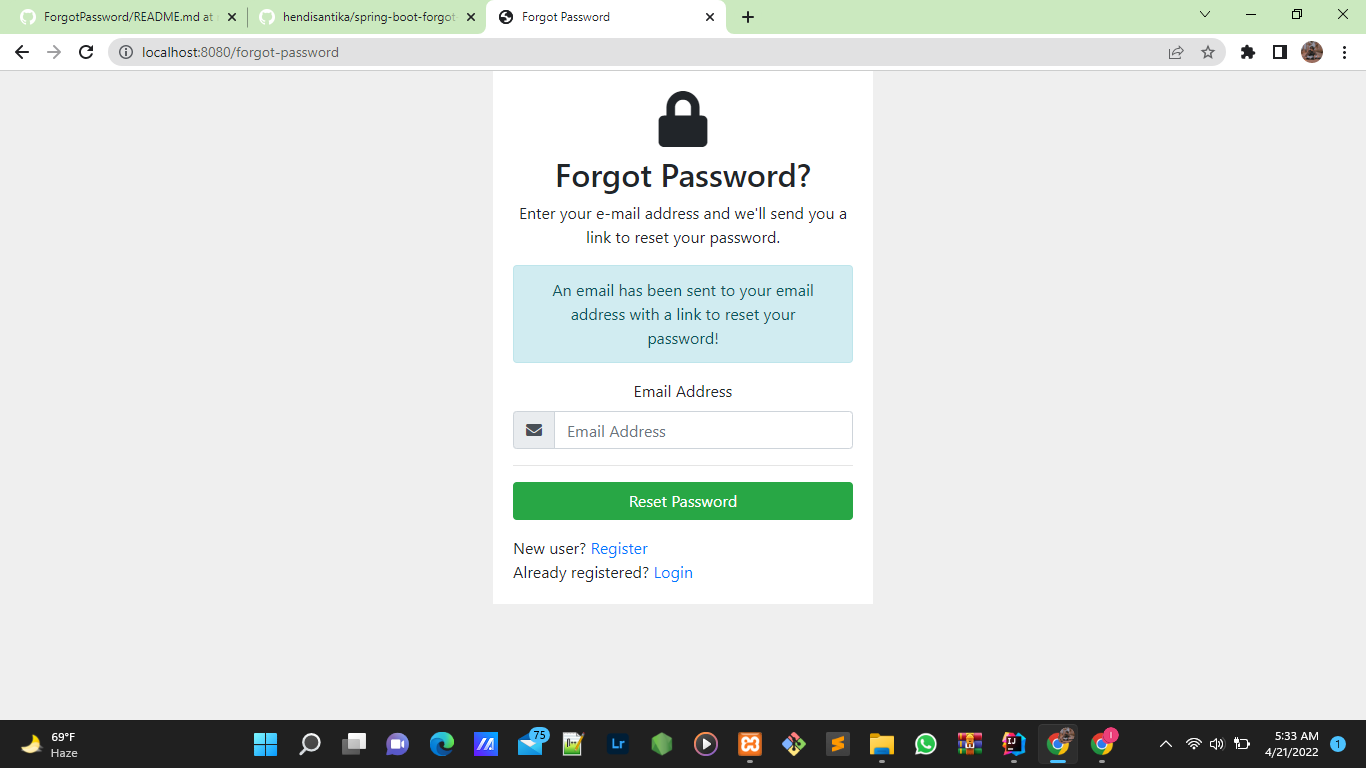 ForgotPassword/README.md at
hendisantika/spring-boot-forgot
Forgot Password
localhost:8080/forgot-password
Forgot Password?
Enter your e-mail address and we'll send you a
link to reset your password.
An email has been sent to your email
address with a link to reset your
password!
Email Address
Email Address
Reset Password
New user? Register
Already registered? Login
69°F
Haze
75
Lr
IJ
5:33 AM
4/21/2022
1